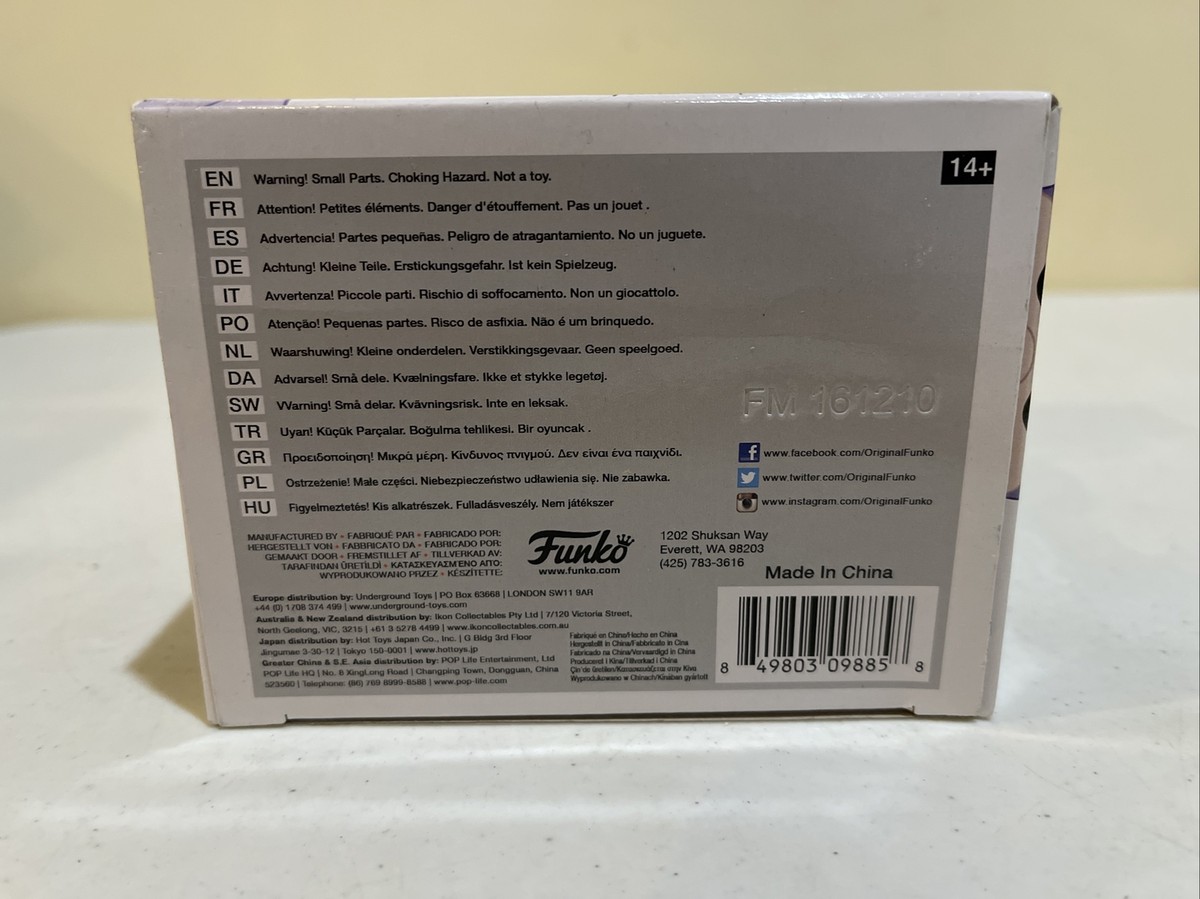 14+
EN Warning! Small Parts. Choking Hazard. Not a toy.
FR Attention! Petites éléments. Danger d'étouffement. Pas un jouet .
ES Advertencia! Partes pequeñas. Peligro de atragantamiento. No un juguete.
DE Achtung! Kleine Teile. Erstickungsgefahr. Ist kein Spielzeug.
IT Avvertenza! Piccole parti. Rischio di soffocamento. Non un giocattolo.
PO Atenção! Pequenas partes. Risco de asfixia. Não é um brinquedo.
NL Waarshuwing! Kleine onderdelen. Verstikkingsgevaar. Geen speelgoed.
DA Advarsel! Små dele. Kvælningsfare. Ikke et stykke legetøj.
SW VVarning! Små delar. Kvävningsrisk. Inte en leksak.
TR Uyarı! Küçük Parçalar. Boğulma tehlikesi. Bir oyuncak .
GR Προειδοποίηση! Μικρά μέρη. Κίνδυνος πνιγμού. Δεν είναι ένα παιχνίδι.
PL Ostrzeżenie! Małe części. Niebezpieczeństwo udławienia się. Nie zabawka.
HU Figyelmeztetés! Kis alkatrészek. Fulladásveszély. Nem játékszer
FM 161210
www.facebook.com/OriginalFunko
www.twitter.com/OriginalFunko
www.instagram.com/OriginalFunko
MANUFACTURED BY • FABRIQUÉ PAR • FABRICADO POR:
HERGESTELLT VON • FABBRICATO DA • FABRICADO POR:
GEMAAKT DOOR • FREMSTILLET AF • TILLVERKAD AV:
TARAFINDAN ÜRETİLDİ • ΚΑΤΑΣΚΕΥΑΣΜΈΝΟ ΑΠΌ:
WYPRODUKOWANO PRZEZ • KÉSZÍTETTE:
Funko
www.funko.com
1202 Shuksan Way
Everett, WA 98203
(425) 783-3616
Made In China
Europe distribution by: Underground Toys | PO Box 63668 | LONDON SW11 9AR
+44 (0) 1708 374 499 | www.underground-toys.com
Australia & New Zealand distribution by: Ikon Collectables Pty Ltd | 7/120 Victoria Street,
North Geelong, VIC, 3215 | +61 3 5278 4499 | www.ikoncollectables.com.au
Japan distribution by: Hot Toys Japan Co., Inc. | G Bldg 3rd Floor
Jingumae 3-30-12 | Tokyo 150-0001 | www.hottoys.jp
Greater China & S.E. Asia distribution by: POP Life Entertainment, Ltd
POP Life HQ | No. 8 XingLong Road | Changping Town, Dongguan, China
523560 | Telephone: (86) 769 8999-8588 | www.pop-life.com
Fabriqué en Chino/Hecho en China
Hergestellt in China/Fabbricato in Cina
Fabricado na China/Vervaardigd in China
Produceret i Kina/Tillverkad i China
Wyprodukowano w Chinach/Kínában gyártott
8 49803 09885 8